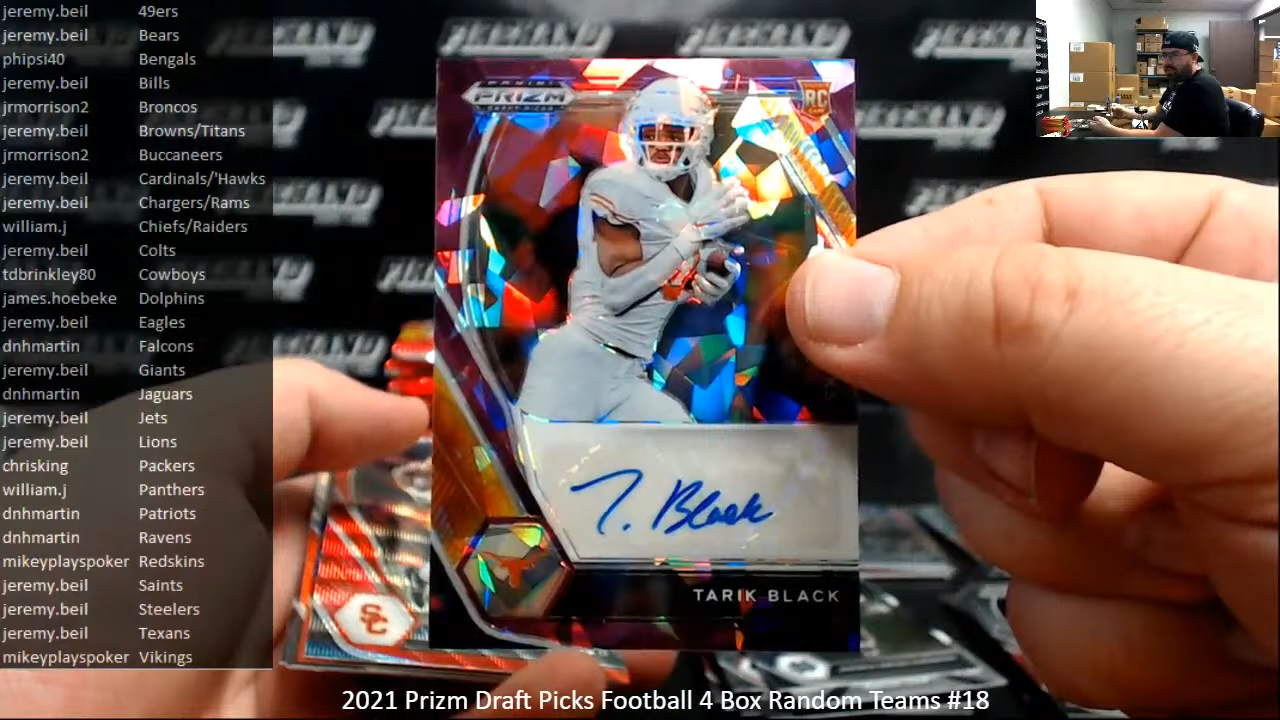 jeremy.beil 49ers
jeremy.beil Bears
phipsi40 Bengals
jeremy.beil Bills
jrmorrison2 Broncos
jeremy.beil Browns/Titans
jrmorrison2 Buccaneers
jeremy.beil Cardinals/'Hawks
jeremy.beil Chargers/Rams
william.j Chiefs/Raiders
jeremy.beil Colts
tdbrinkley80 Cowboys
james.hoebeke Dolphins
jeremy.beil Eagles
dnhmartin Falcons
jeremy.beil Giants
dnhmartin Jaguars
jeremy.beil Jets
jeremy.beil Lions
chrisking Packers
william.j Panthers
dnhmartin Patriots
dnhmartin Ravens
mikeyplayspoker Redskins
jeremy.beil Saints
jeremy.beil Steelers
jeremy.beil Texans
mikeyplayspoker Vikings
PANINI
PRIZM
DRAFT PICKS
RC
T. Black
TARIK BLACK
SC
2021 Prizm Draft Picks Football 4 Box Random Teams #18